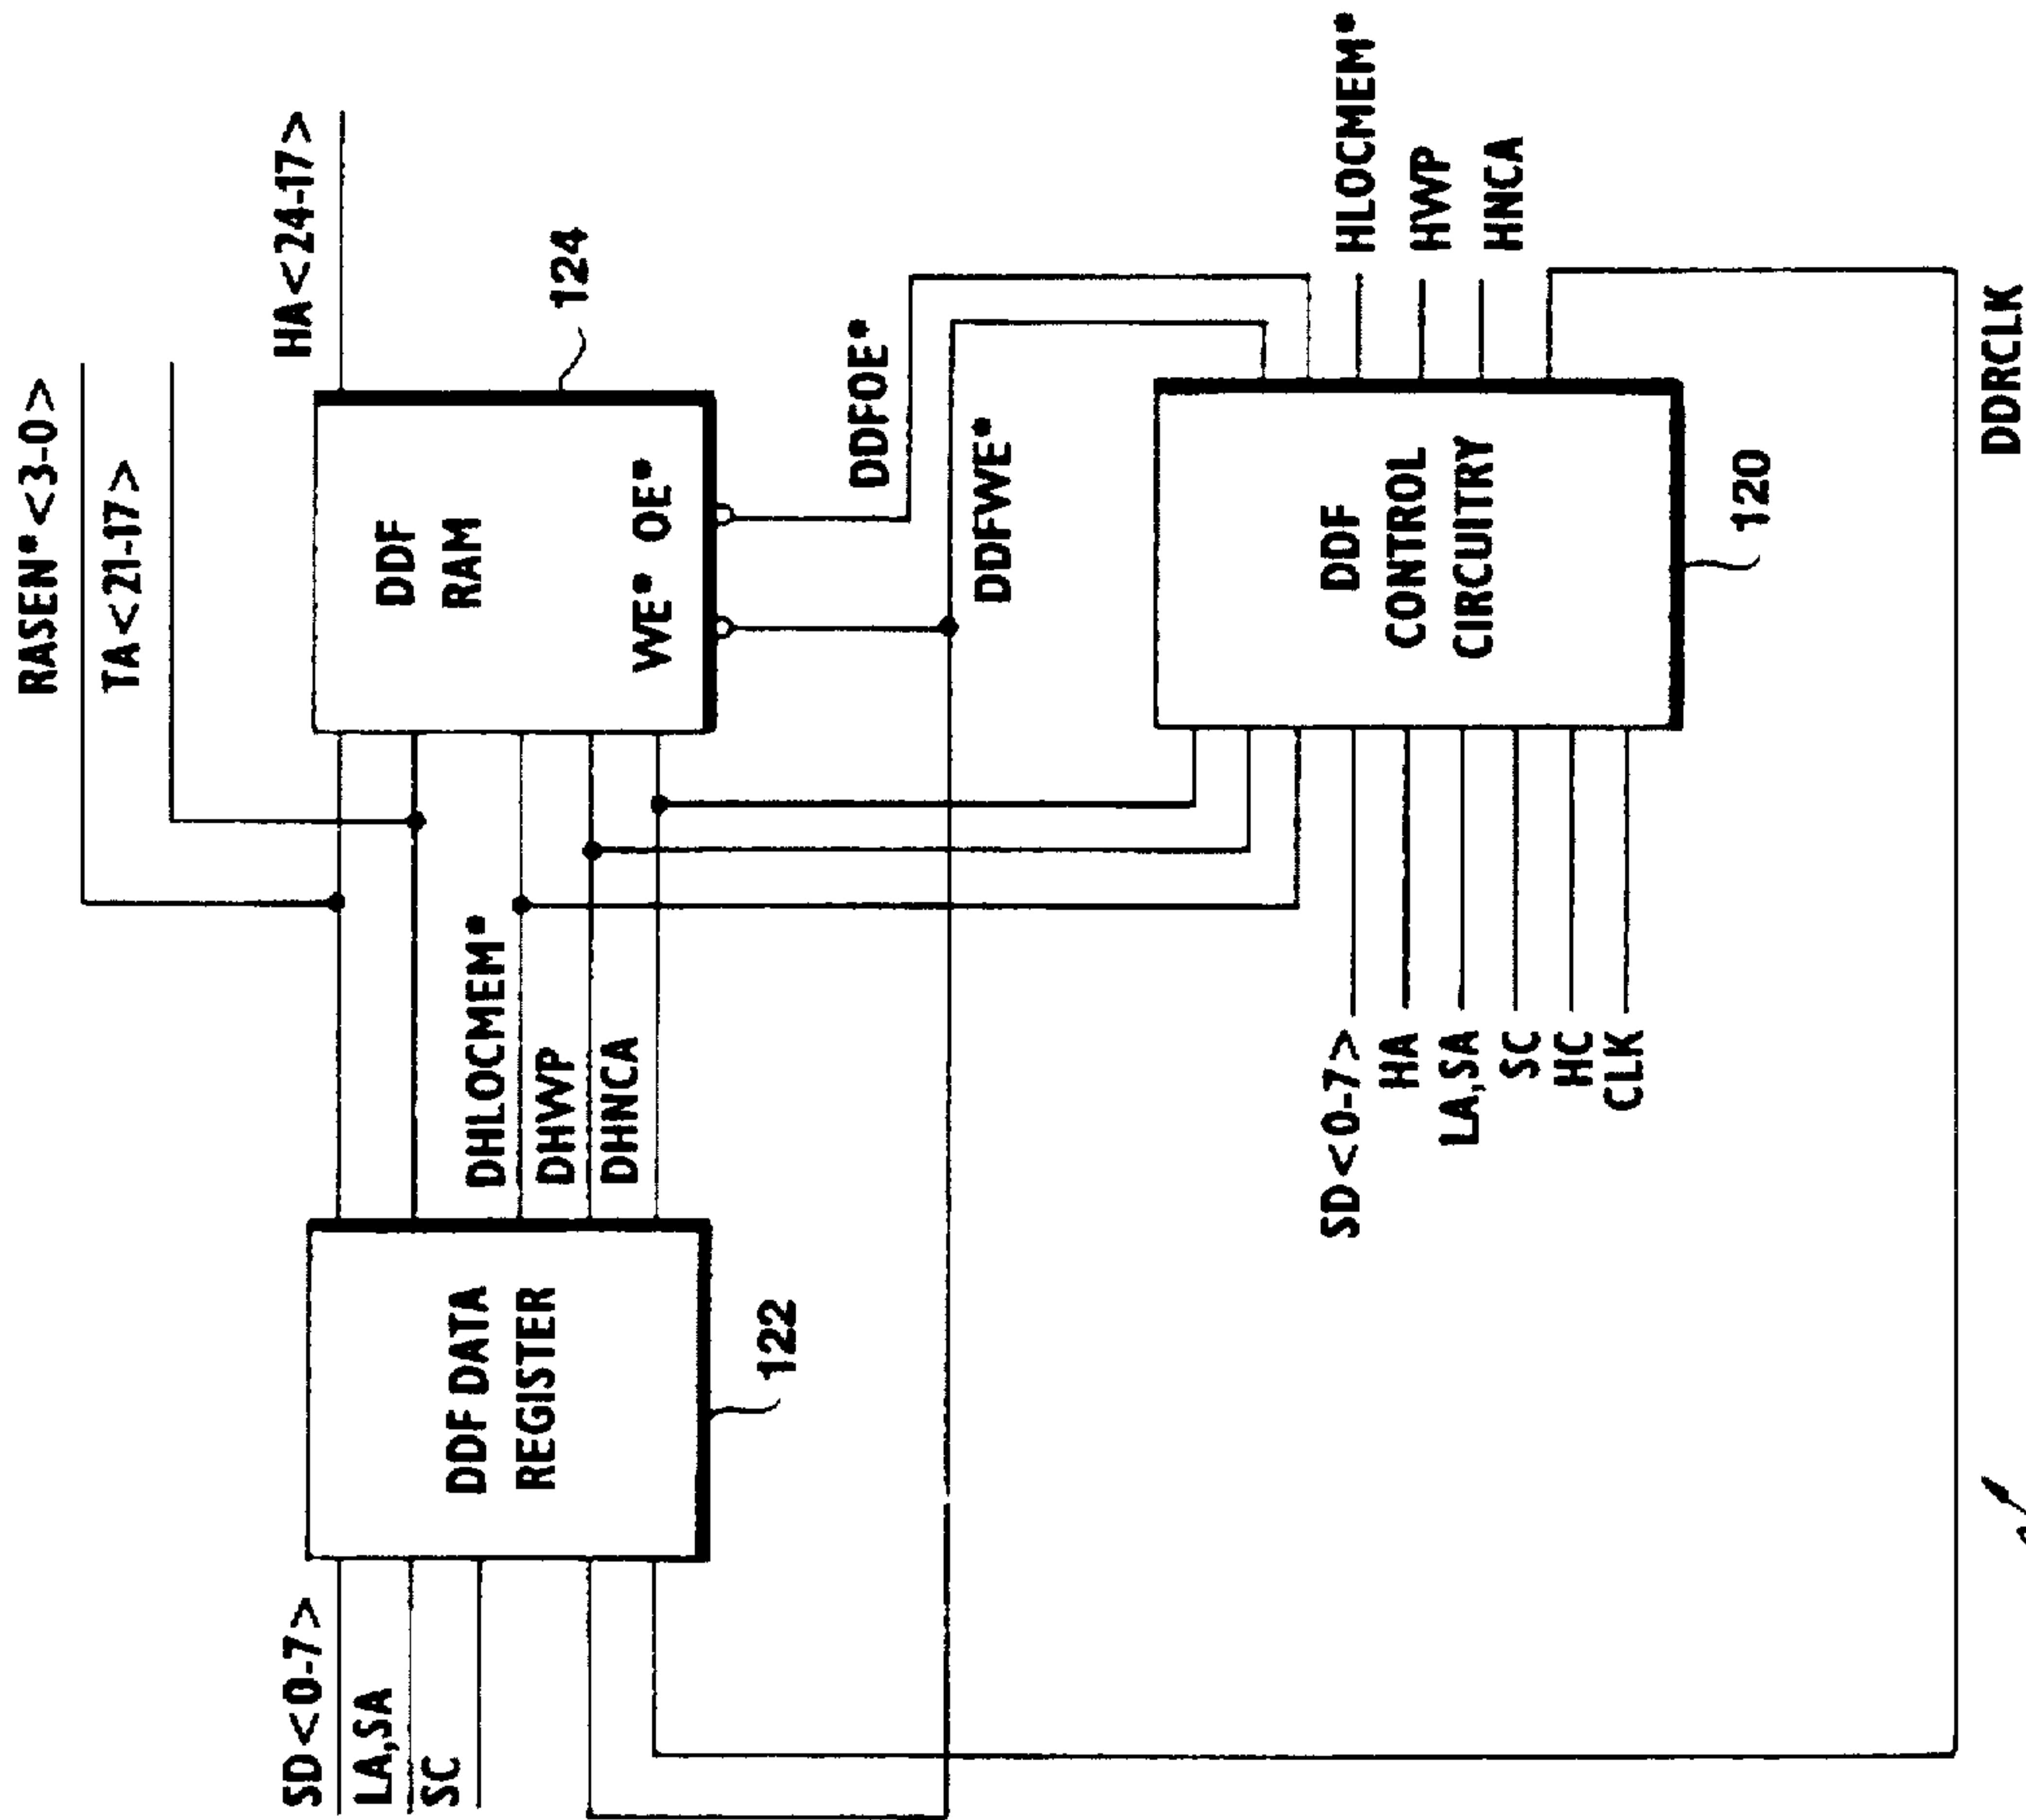 RASEN*<3-0>
TA<21-17>
HA<24-17>
DDF
RAM
WE* OE*
124
DDFOE*
DDFWE*
SD<0-7>
LA,SA
SC
DDF DATA
REGISTER
122
DHLOCMEM*
DHWP
DHNCA
SD<0-7>
HA
LA,SA
SC
HC
CLK
DDF
CONTROL
CIRCUITRY
120
HLOCMEM*
HWP
HNCA
DDRCLK